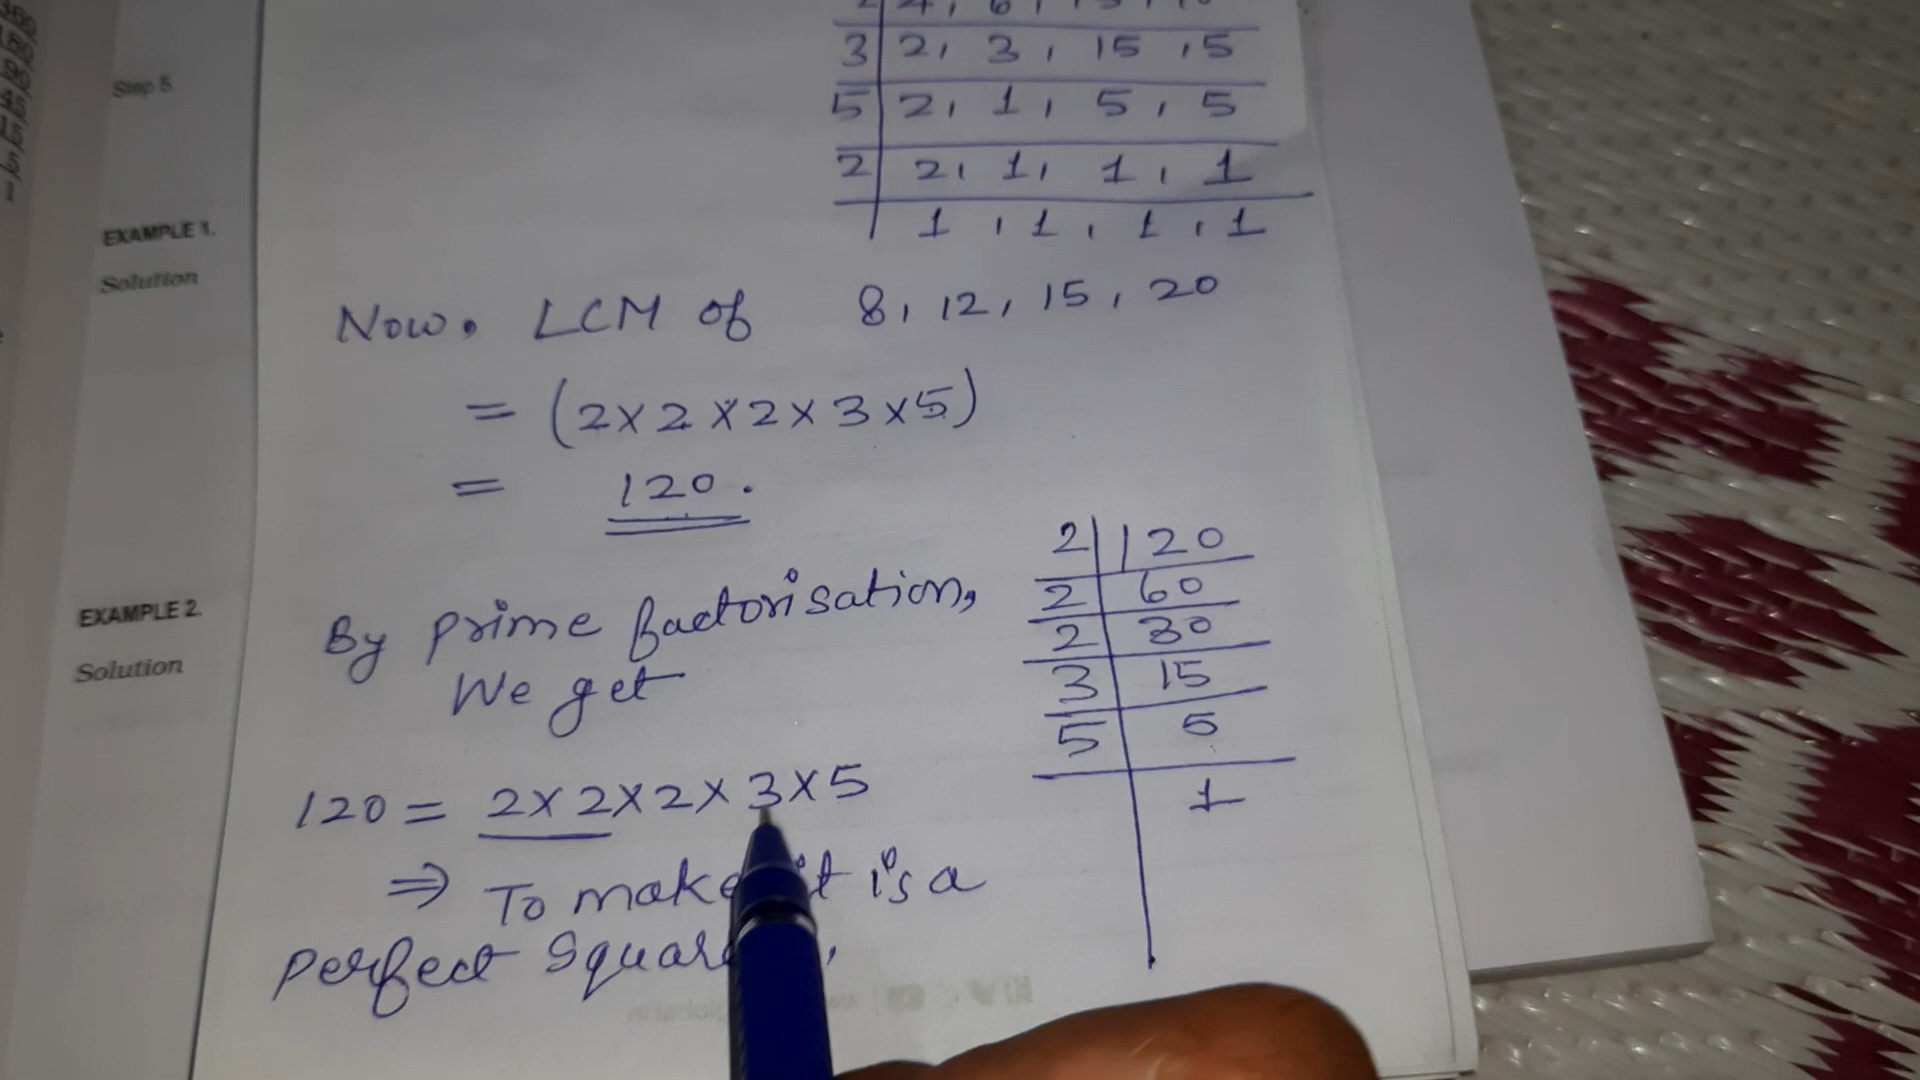 3 2, 3, 15, 5
5 2, 1, 5, 5
2 2, 1, 1, 1
1, 1, 1, 1
Step 5.
EXAMPLE 1.
Solution
Now, LCM of 8, 12, 15, 20
= (2×2×2×3×5)
= 120.
2 120
2 60
2 30
3 15
5 5
1
EXAMPLE 2.
Solution
By prime factorisation,
We get
120 = 2×2×2×3×5
⇒ To make it is a
perfect square,